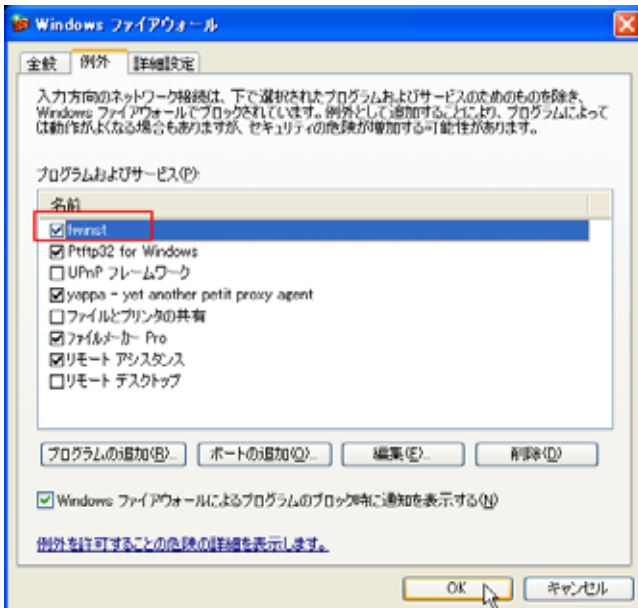 Windows ファイアウォール
全般 例外 詳細設定
入力方向のネットワーク接続は、下で選択されたプログラムおよびサービスのためのものを除き、
Windows ファイアウォールでブロックされています。例外として追加することにより、プログラムによって
は動作がよくなる場合もありますが、セキュリティの危険が増加する可能性があります。
プログラムおよびサービス(P):
名前
fwinst
Ptftp32 for Windows
UPnP フレームワーク
yappa - yet another petit proxy agent
ファイルとプリンタの共有
ファイルメーカー Pro
リモート アシスタンス
リモート デスクトップ
プログラムの追加(R)... ポートの追加(O)... 編集(E)... 削除(D)
Windows ファイアウォールによるプログラムのブロック時に通知を表示する(N)
例外を許可することの危険の詳細を表示します。
OK キャンセル